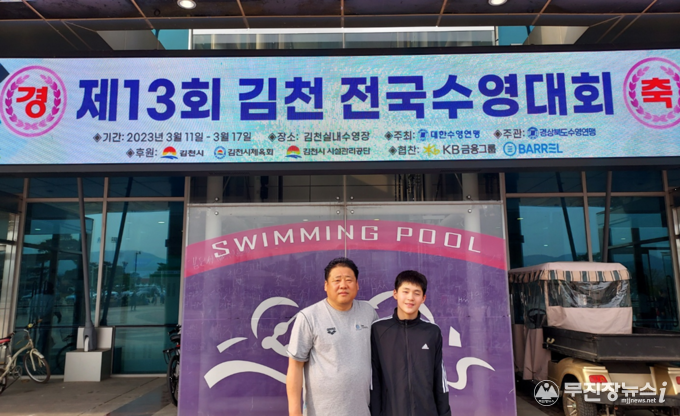 경 제13회 김천 전국수영대회 축
◈기간: 2023년 3월 11일 - 3월 17일 ◈장소: 김천실내수영장 ◈주최: 대한수영연맹 ◈주관: 경상북도수영연맹
◈후원: 김천시 김천시체육회 김천시 시설관리공단 ◈협찬: KB금융그룹 BARREL
SWIMMING POOL
arena
adidas
무진장뉴스i
mjjnews.net